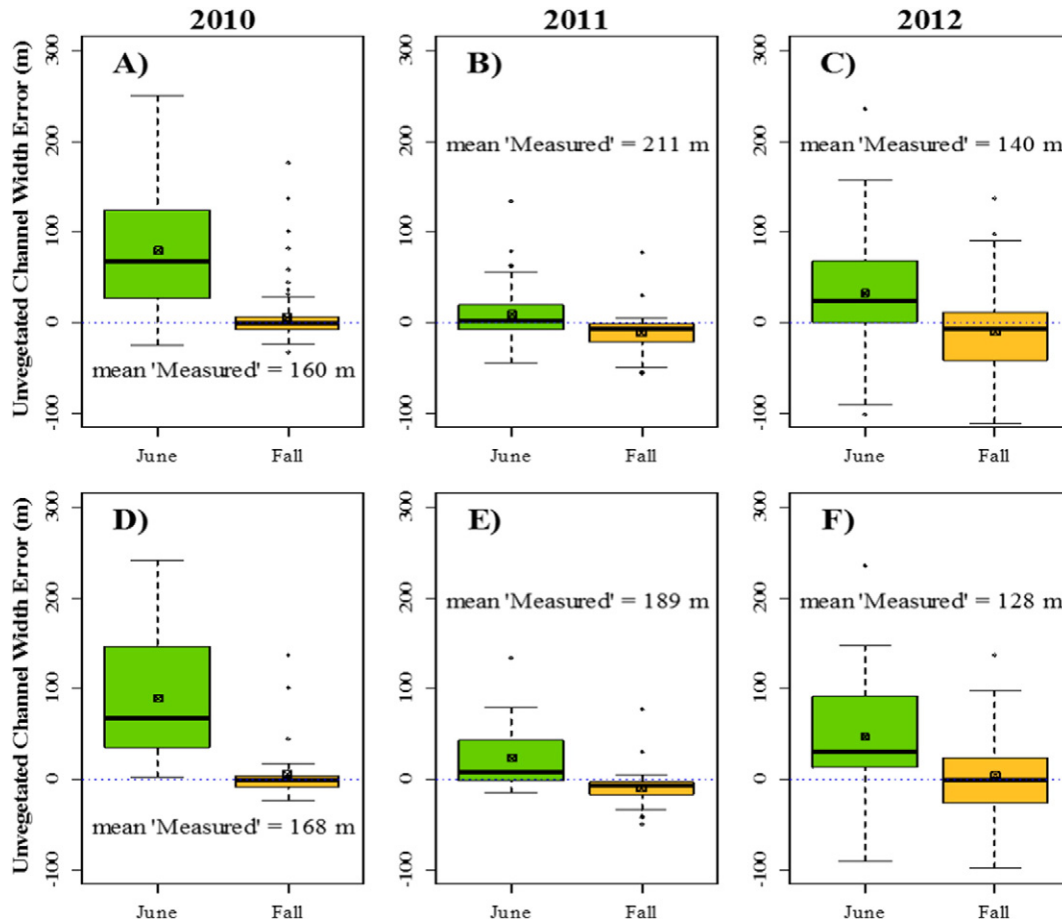 2010 2011 2012
Unvegetated Channel Width Error (m)
300
200
100
0
-100
A)
mean 'Measured' = 160 m
June Fall
300
200
100
0
-100
B)
mean 'Measured' = 211 m
June Fall
300
200
100
0
-100
C)
mean 'Measured' = 140 m
June Fall
Unvegetated Channel Width Error (m)
300
200
100
0
-100
D)
mean 'Measured' = 168 m
June Fall
300
200
100
0
-100
E)
mean 'Measured' = 189 m
June Fall
300
200
100
0
-100
F)
mean 'Measured' = 128 m
June Fall